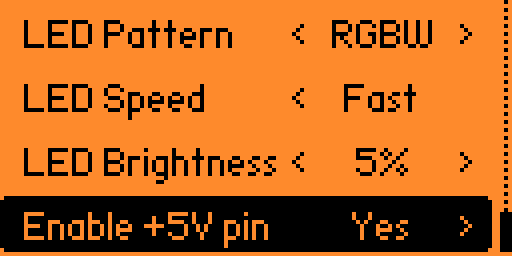 LED Pattern < RGBW >
LED Speed < Fast
LED Brightness < 5% >
Enable +5V pin Yes >